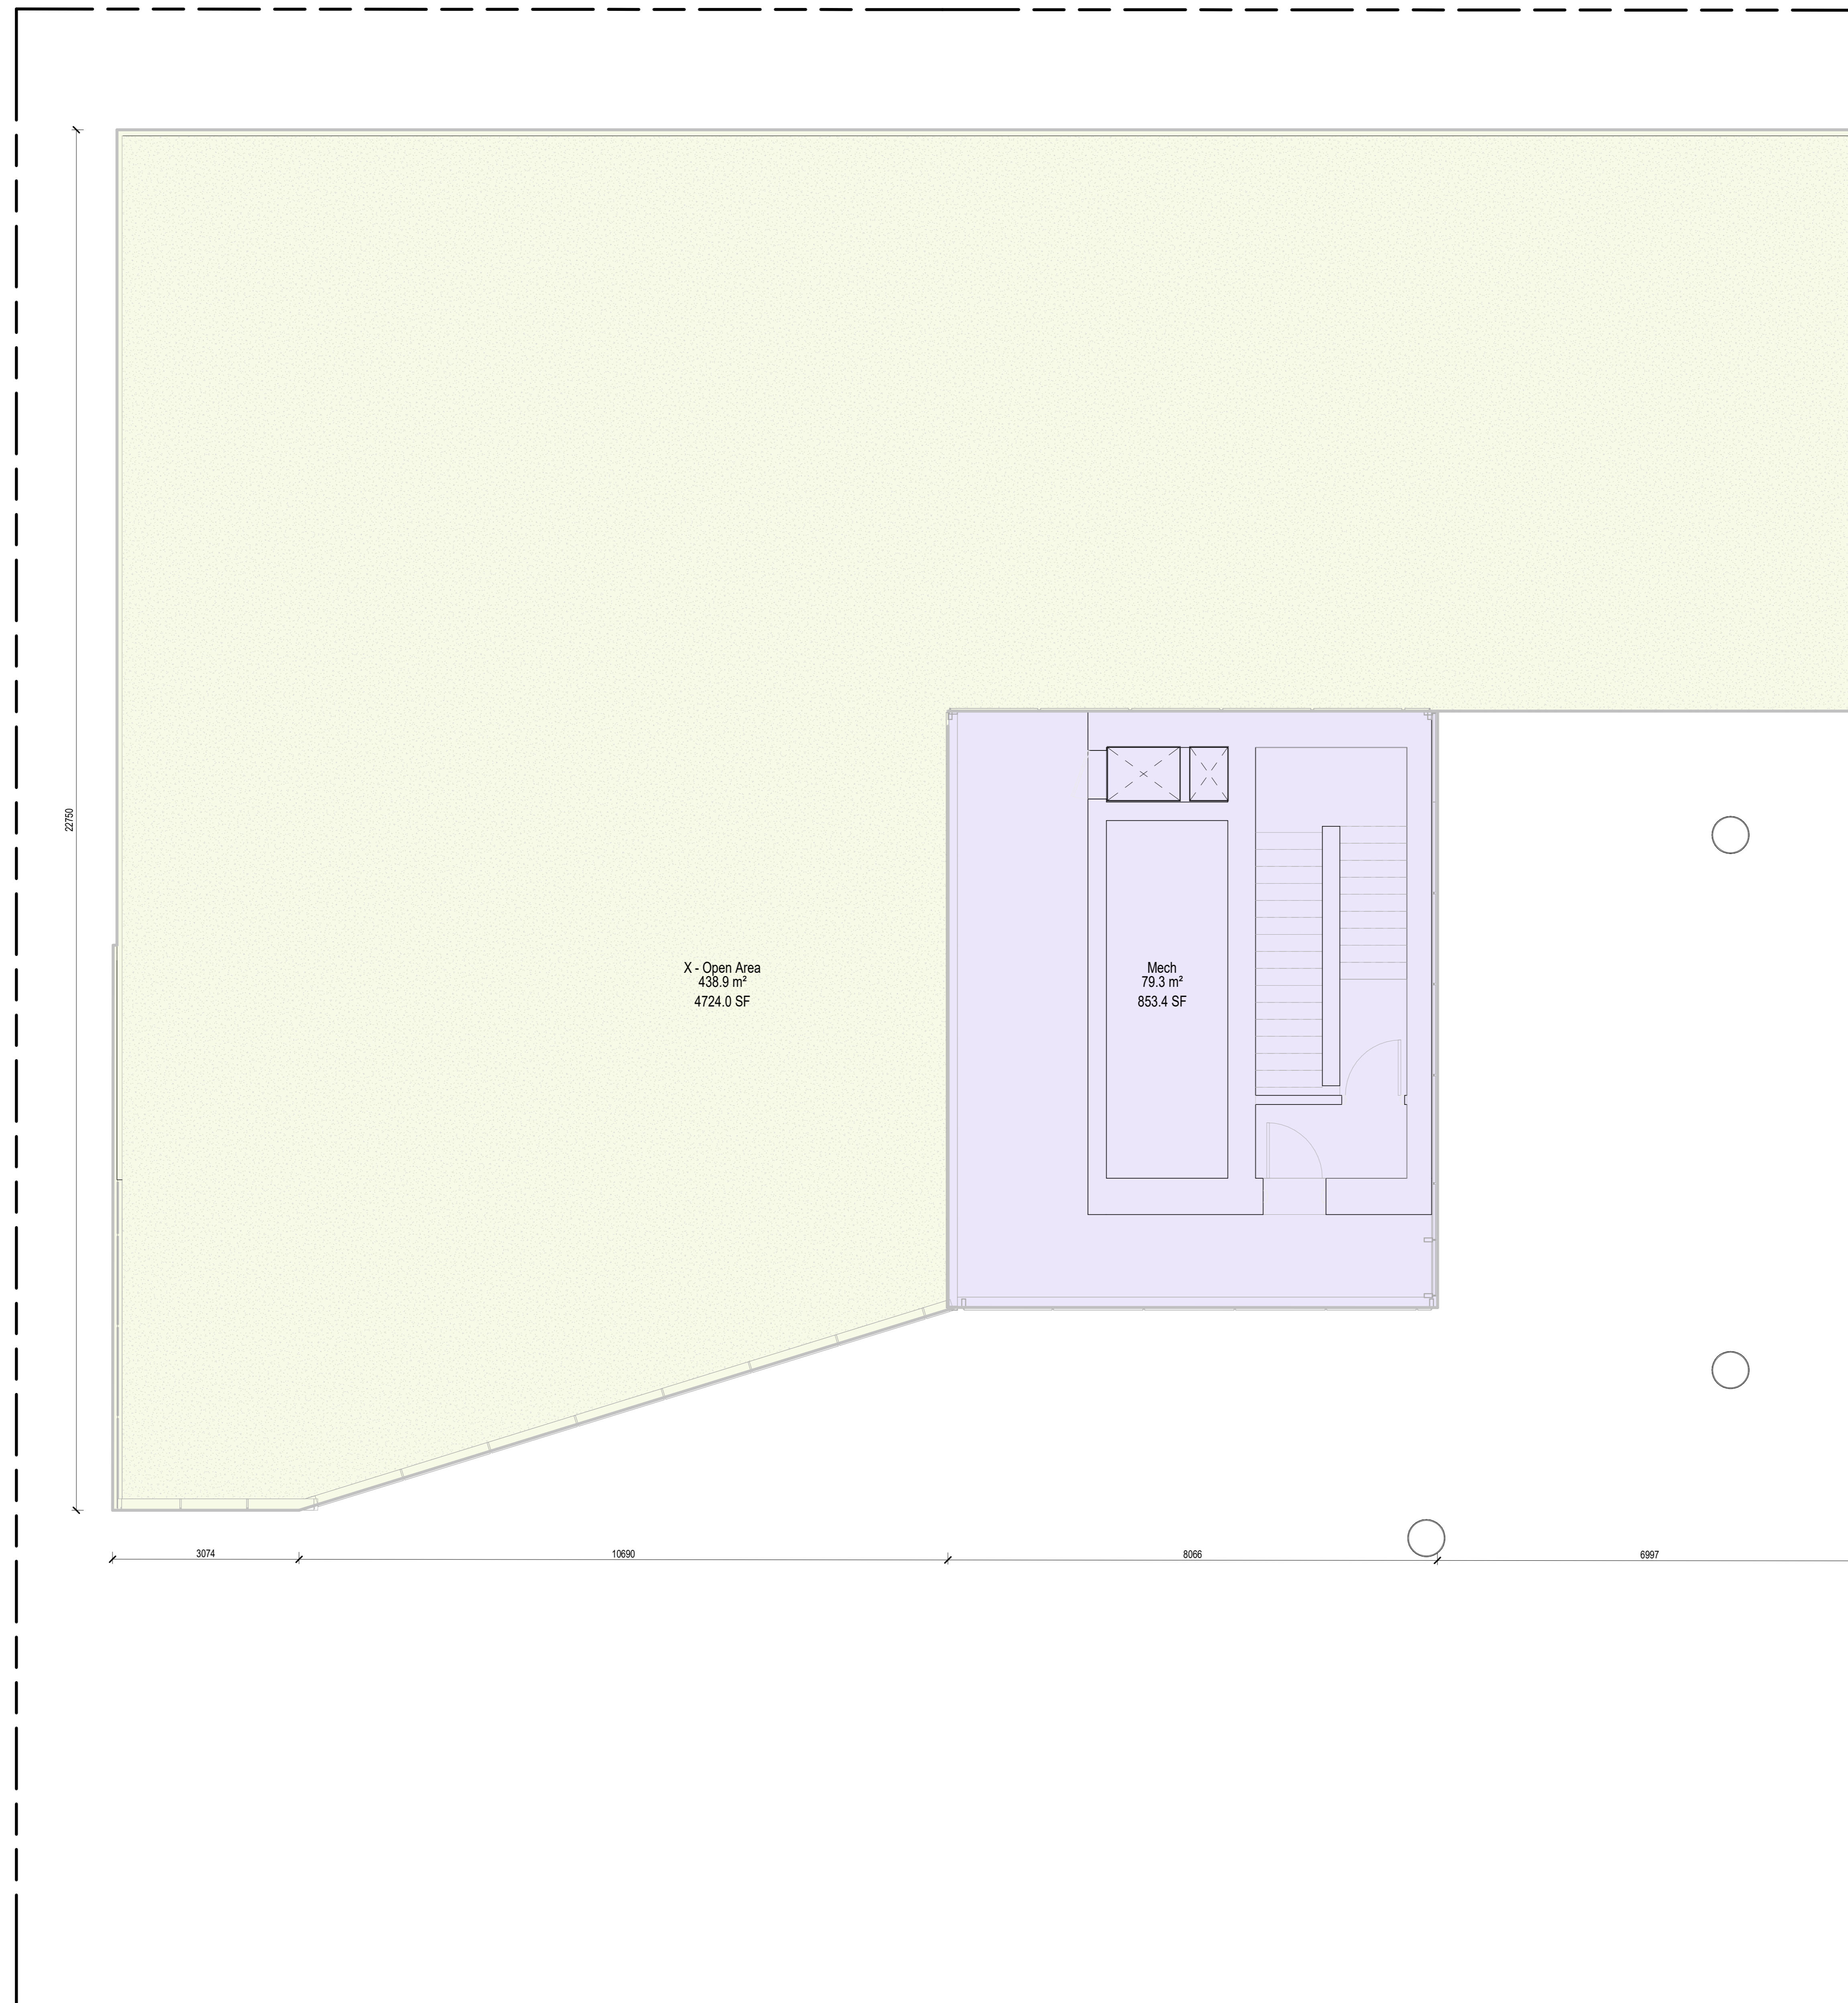 22750
X - Open Area
438.9 m²
4724.0 SF
Mech
79.3 m²
853.4 SF
3074
10690
8066
6997